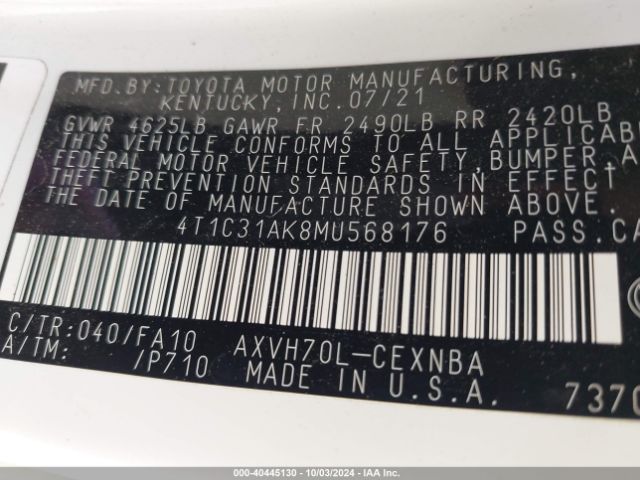 MFD.BY:TOYOTA MOTOR MANUFACTURING,
KENTUCKY,INC.07/21
GVWR 4625LB GAWR FR 2490LB RR 2420LB
THIS VEHICLE CONFORMS TO ALL APPLICABL
FEDERAL MOTOR VEHICLE SAFETY,BUMPER,A
THEFT PREVENTION STANDARDS IN EFFECT
THE DATE OF MANUFACTURE SHOWN ABOVE.
4T1C31AK8MU568176 PASS.CA
C/TR:040/FA10 AXVH70L-CEXNBA
A/TM: /P710 MADE IN U.S.A. 7370
000-40445130 - 10/03/2024 - IAA Inc.